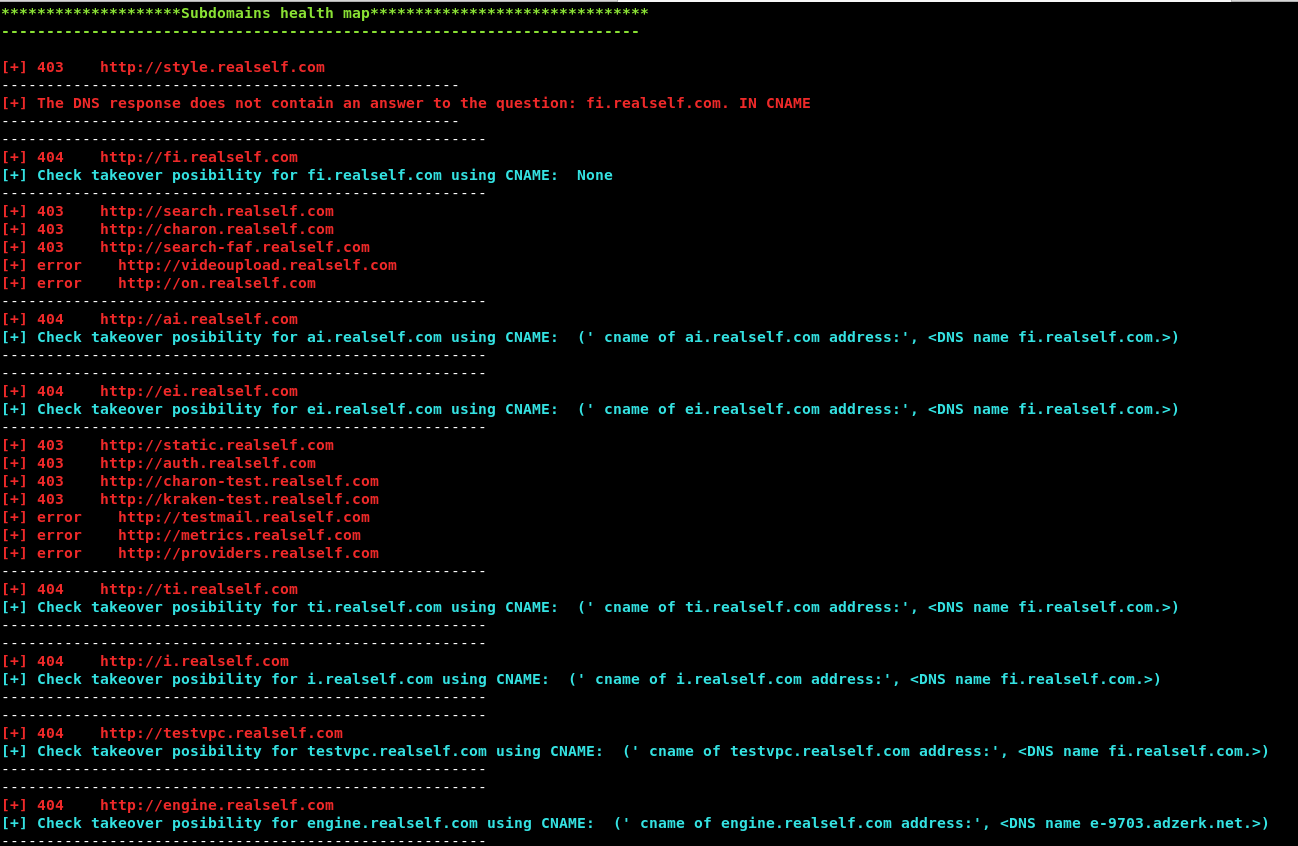 ********************Subdomains health map*******************************
-----------------------------------------------------------------------
[+] 403    http://style.realself.com
---------------------------------------------------
[+] The DNS response does not contain an answer to the question: fi.realself.com. IN CNAME
---------------------------------------------------
------------------------------------------------------
[+] 404    http://fi.realself.com
[+] Check takeover posibility for fi.realself.com using CNAME:  None
------------------------------------------------------
[+] 403    http://search.realself.com
[+] 403    http://charon.realself.com
[+] 403    http://search-faf.realself.com
[+] error    http://videoupload.realself.com
[+] error    http://on.realself.com
------------------------------------------------------
[+] 404    http://ai.realself.com
[+] Check takeover posibility for ai.realself.com using CNAME:  (' cname of ai.realself.com address:', <DNS name fi.realself.com.>)
------------------------------------------------------
------------------------------------------------------
[+] 404    http://ei.realself.com
[+] Check takeover posibility for ei.realself.com using CNAME:  (' cname of ei.realself.com address:', <DNS name fi.realself.com.>)
------------------------------------------------------
[+] 403    http://static.realself.com
[+] 403    http://auth.realself.com
[+] 403    http://charon-test.realself.com
[+] 403    http://kraken-test.realself.com
[+] error    http://testmail.realself.com
[+] error    http://metrics.realself.com
[+] error    http://providers.realself.com
------------------------------------------------------
[+] 404    http://ti.realself.com
[+] Check takeover posibility for ti.realself.com using CNAME:  (' cname of ti.realself.com address:', <DNS name fi.realself.com.>)
------------------------------------------------------
------------------------------------------------------
[+] 404    http://i.realself.com
[+] Check takeover posibility for i.realself.com using CNAME:  (' cname of i.realself.com address:', <DNS name fi.realself.com.>)
------------------------------------------------------
------------------------------------------------------
[+] 404    http://testvpc.realself.com
[+] Check takeover posibility for testvpc.realself.com using CNAME:  (' cname of testvpc.realself.com address:', <DNS name fi.realself.com.>)
------------------------------------------------------
------------------------------------------------------
[+] 404    http://engine.realself.com
[+] Check takeover posibility for engine.realself.com using CNAME:  (' cname of engine.realself.com address:', <DNS name e-9703.adzerk.net.>)
------------------------------------------------------